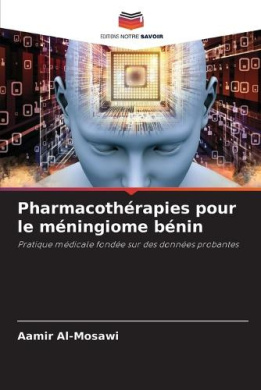 EDITIONS NOTRE SAVOIR
Pharmacothérapies pour
le méningiome bénin
Pratique médicale fondée sur des données probantes
Aamir Al-Mosawi